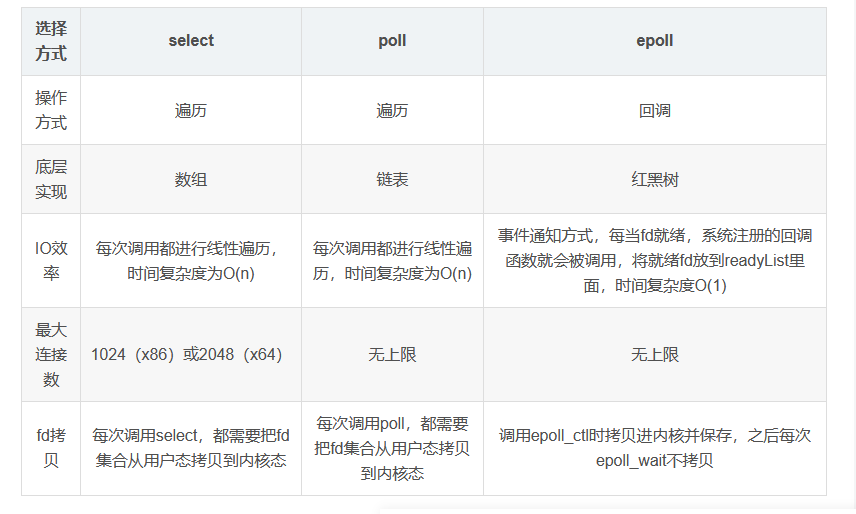 选择
方式
select
poll
epoll
操作
方式
遍历
遍历
回调
底层
实现
数组
链表
红黑树
IO效
率
每次调用都进行线性遍历，
时间复杂度为O(n)
每次调用都进行线性遍
历，时间复杂度为O(n)
事件通知方式，每当fd就绪，系统注册的回调
函数就会被调用，将就绪fd放到readyList里
面，时间复杂度O(1)
最大
连接
数
1024（x86）或2048（x64）
无上限
无上限
fd拷
贝
每次调用select，都需要把fd
集合从用户态拷贝到内核态
每次调用poll，都需要
把fd集合从用户态拷贝
到内核态
调用epoll_ctl时拷贝进内核并保存，之后每次
epoll_wait不拷贝